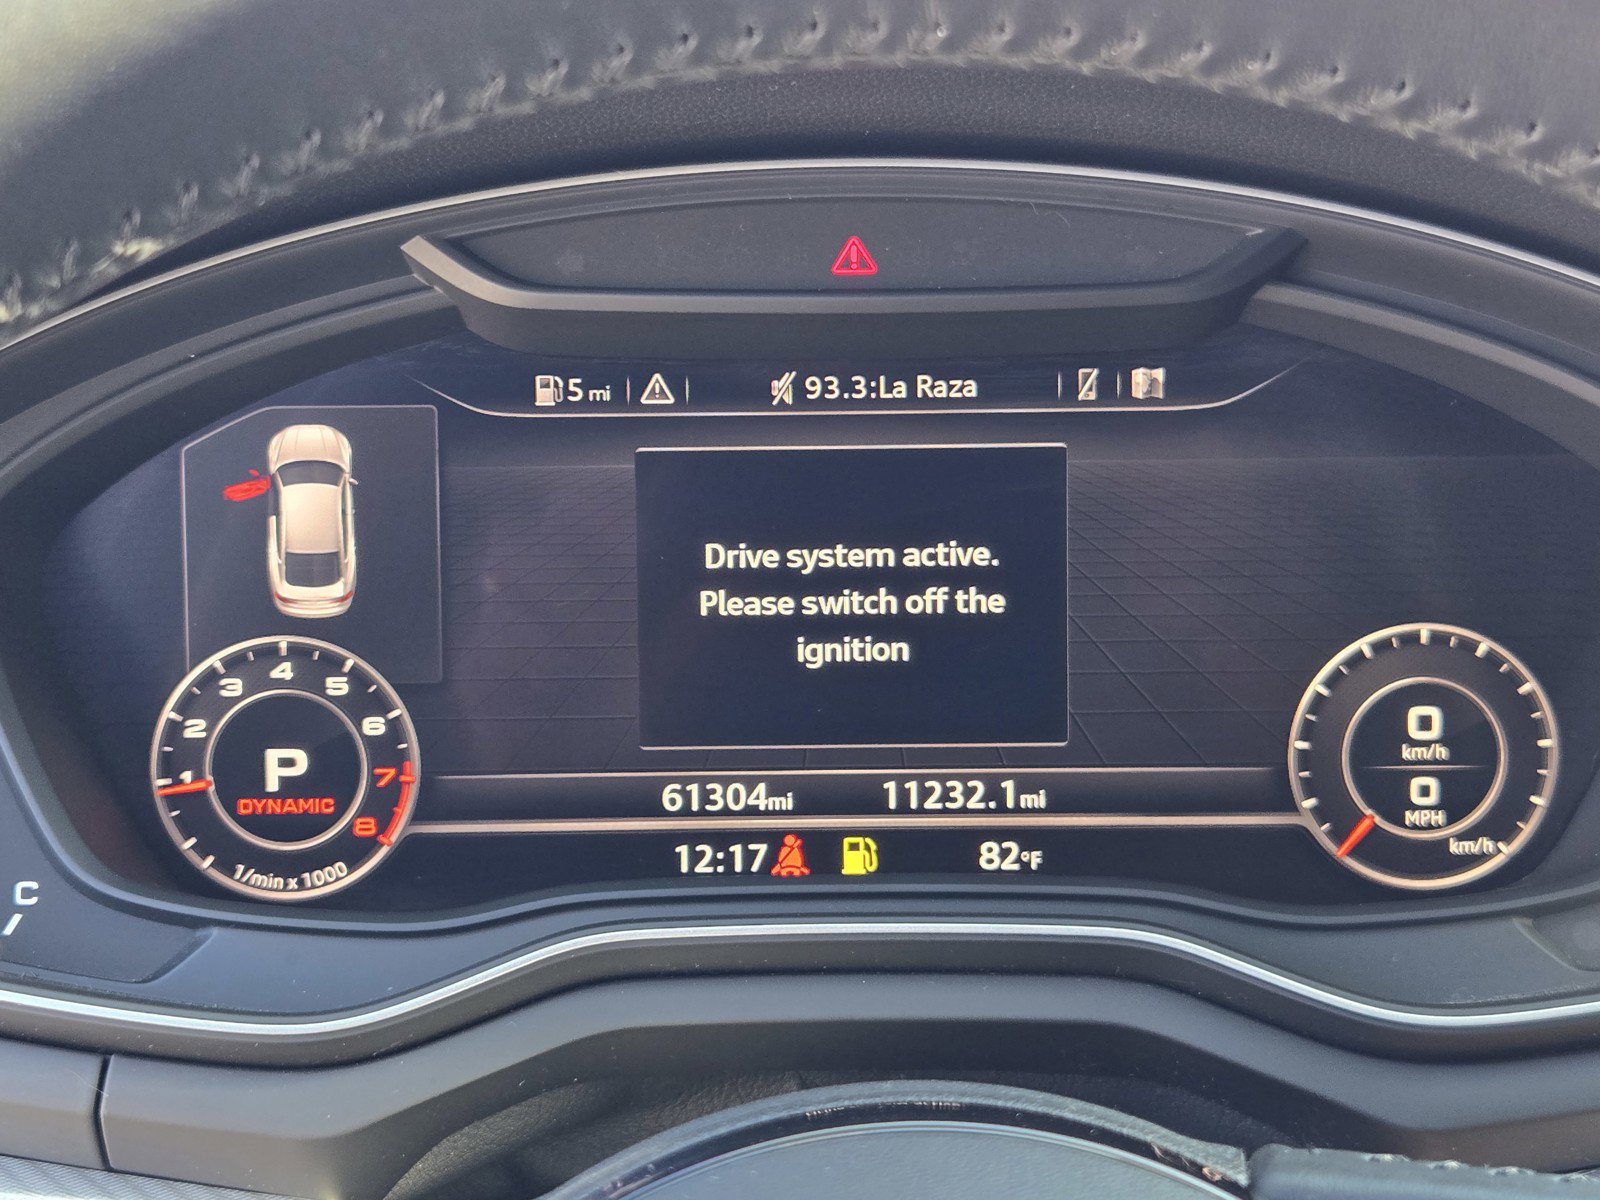 5 mi
93.3:La Raza
Drive system active.
Please switch off the
ignition
1
2
3
4
5
6
7
8
P
DYNAMIC
1/min x 1000
0
km/h
0
MPH
km/h
61304mi 11232.1mi
12:17 82°F
C